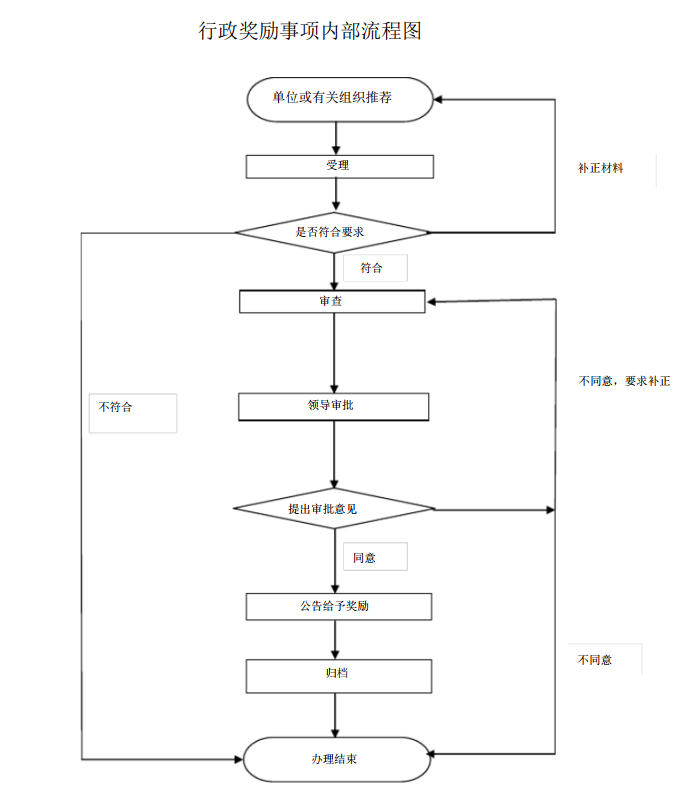 行政奖励事项内部流程图
单位或有关组织推荐
受理
补正材料
是否符合要求
符合
审查
不同意，要求补正
领导审批
不符合
提出审批意见
同意
公告给予奖励
不同意
归档
办理结束